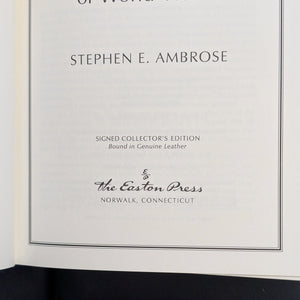 STEPHEN E. AMBROSE
SIGNED COLLECTOR'S EDITION
Bound in Genuine Leather
The Easton Press
NORWALK, CONNECTICUT